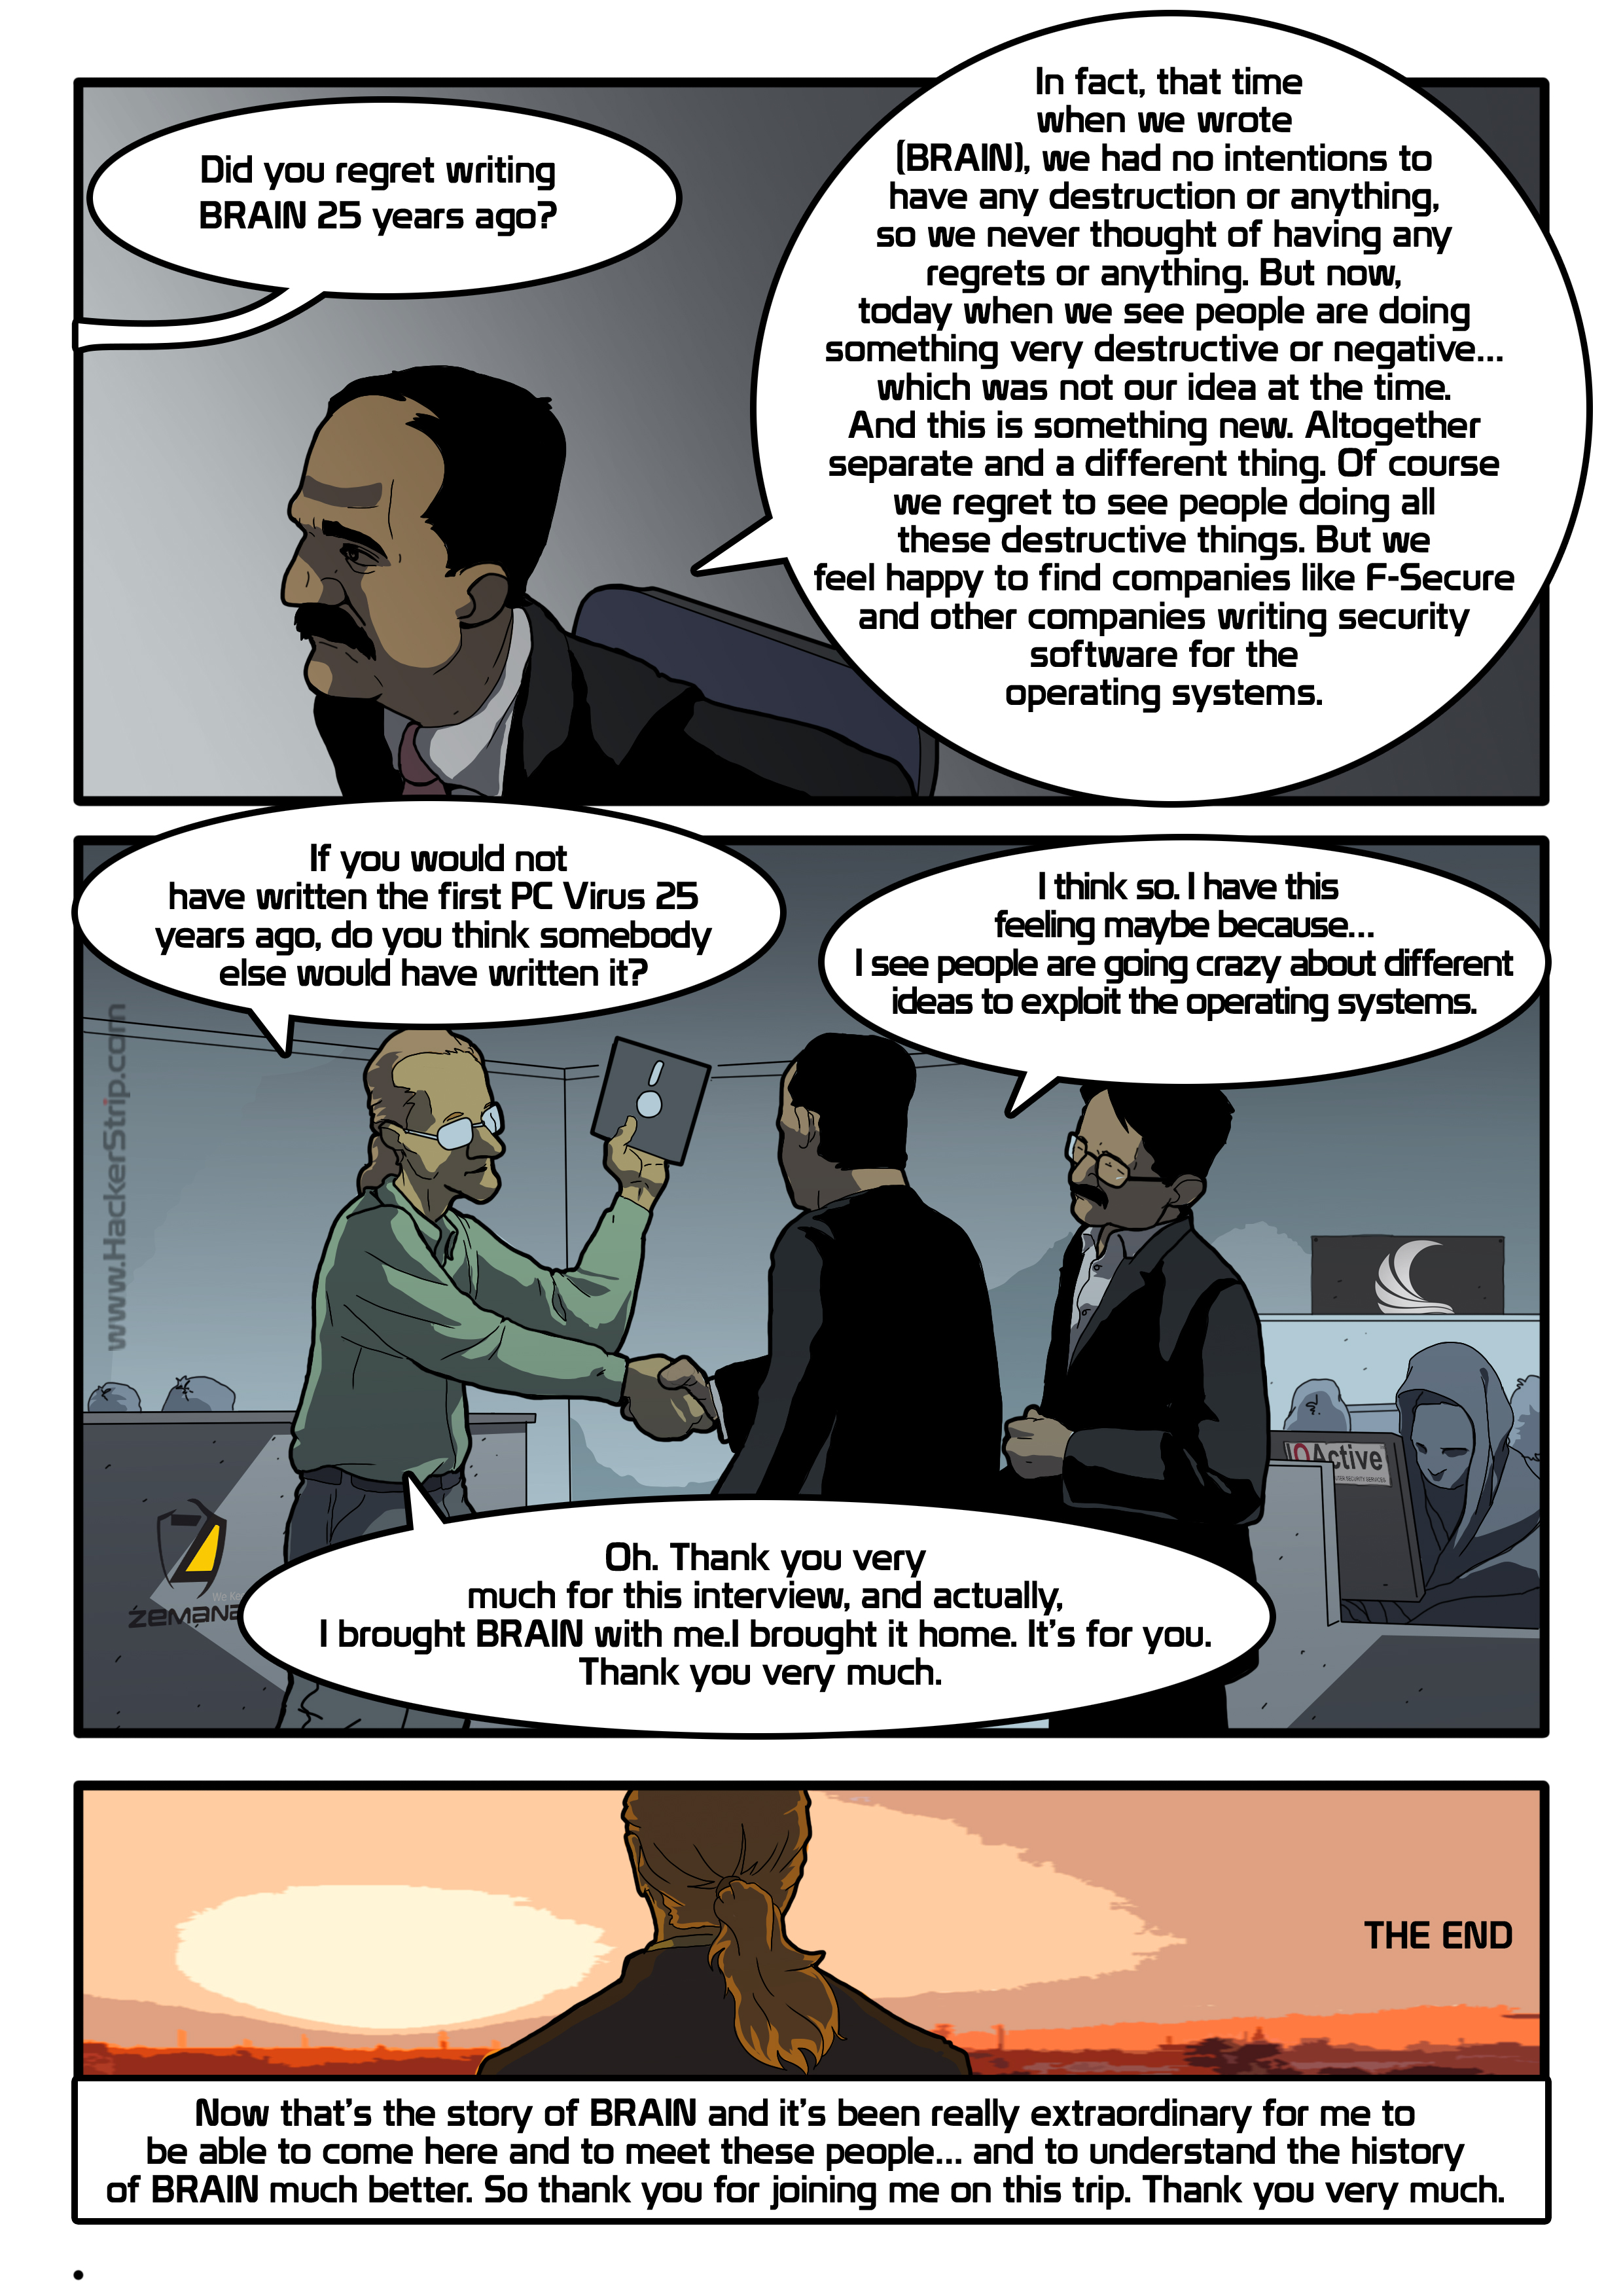 Did you regret writing
BRAIN 25 years ago?
In fact, that time
when we wrote
(BRAIN), we had no intentions to
have any destruction or anything,
so we never thought of having any
regrets or anything. But now,
today when we see people are doing
something very destructive or negative...
which was not our idea at the time.
And this is something new. Altogether
separate and a different thing. Of course
we regret to see people doing all
these destructive things. But we
feel happy to find companies like F-Secure
and other companies writing security
software for the
operating systems.
If you would not
have written the first PC Virus 25
years ago, do you think somebody
else would have written it?
I think so. I have this
feeling maybe because...
I see people are going crazy about different
ideas to exploit the operating systems.
www.HackerStrip.com
IOActive
SECURITY SERVICES
We
ZEMANA
Oh. Thank you very
much for this interview, and actually,
I brought BRAIN with me.I brought it home. It's for you.
Thank you very much.
THE END
Now that's the story of BRAIN and it's been really extraordinary for me to
be able to come here and to meet these people... and to understand the history
of BRAIN much better. So thank you for joining me on this trip. Thank you very much.